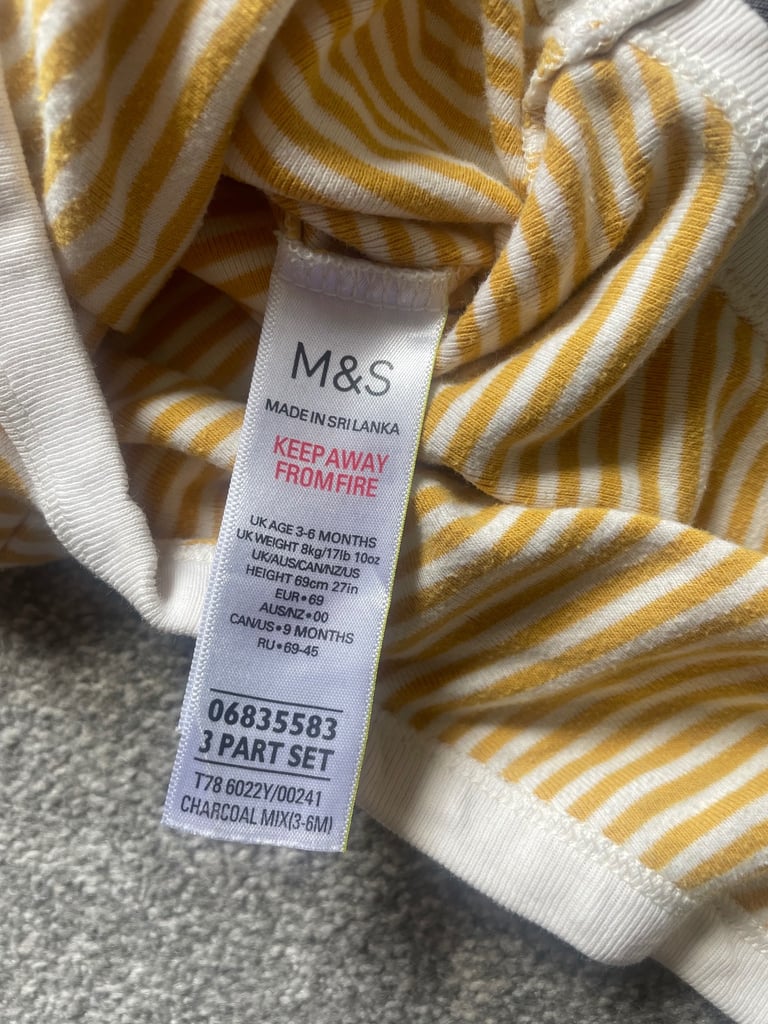 M&S
MADE IN SRI LANKA
KEEP AWAY
FROM FIRE
UK AGE 3-6 MONTHS
UK WEIGHT 8kg/17lb 10oz
UK/AUS/CAN/NZ/US
HEIGHT 69cm 27in
EUR•69
AUS/NZ•00
CAN/US•9 MONTHS
RU•69-45
06835583
3 PART SET
T78 6022Y/00241
CHARCOAL MIX(3-6M)